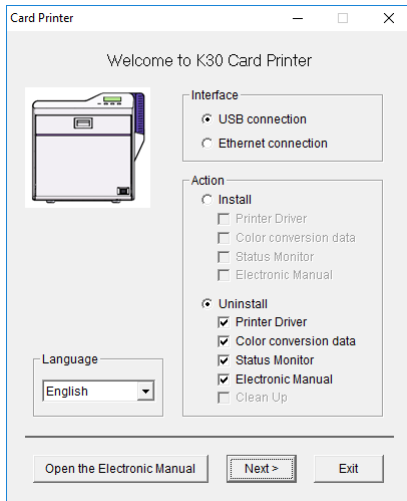 Card Printer
Welcome to K30 Card Printer
Interface
USB connection
Ethernet connection
Action
Install
Printer Driver
Color conversion data
Status Monitor
Electronic Manual
Uninstall
Printer Driver
Color conversion data
Status Monitor
Electronic Manual
Clean Up
Language
English
Open the Electronic Manual
Next >
Exit